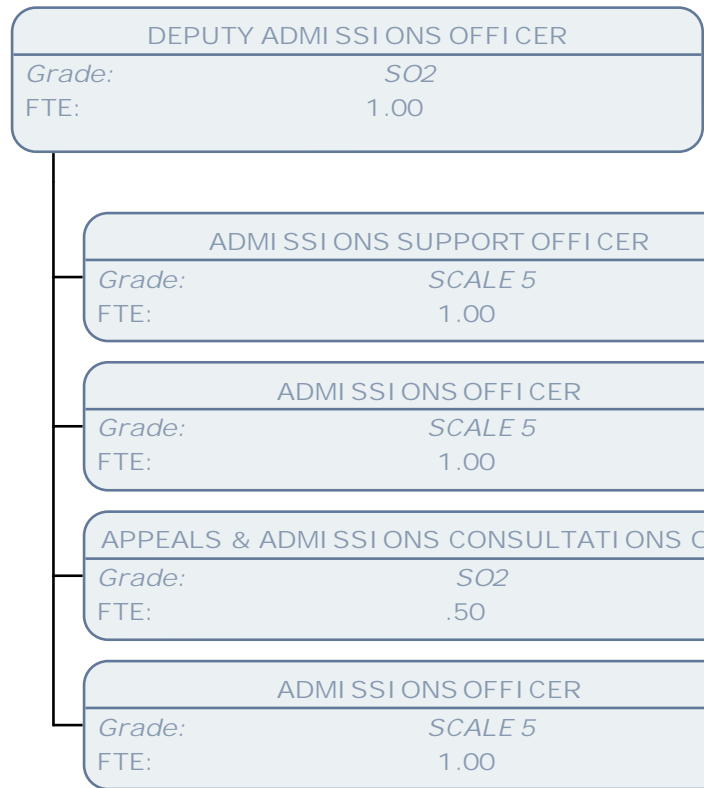 DEPUTY ADMISSIONS OFFICER
Grade: SO2
FTE: 1.00
ADMISSIONS SUPPORT OFFICER
Grade: SCALE 5
FTE: 1.00
ADMISSIONS OFFICER
Grade: SCALE 5
FTE: 1.00
APPEALS & ADMISSIONS CONSULTATIONS
Grade: SO2
FTE: .50
ADMISSIONS OFFICER
Grade: SCALE 5
FTE: 1.00